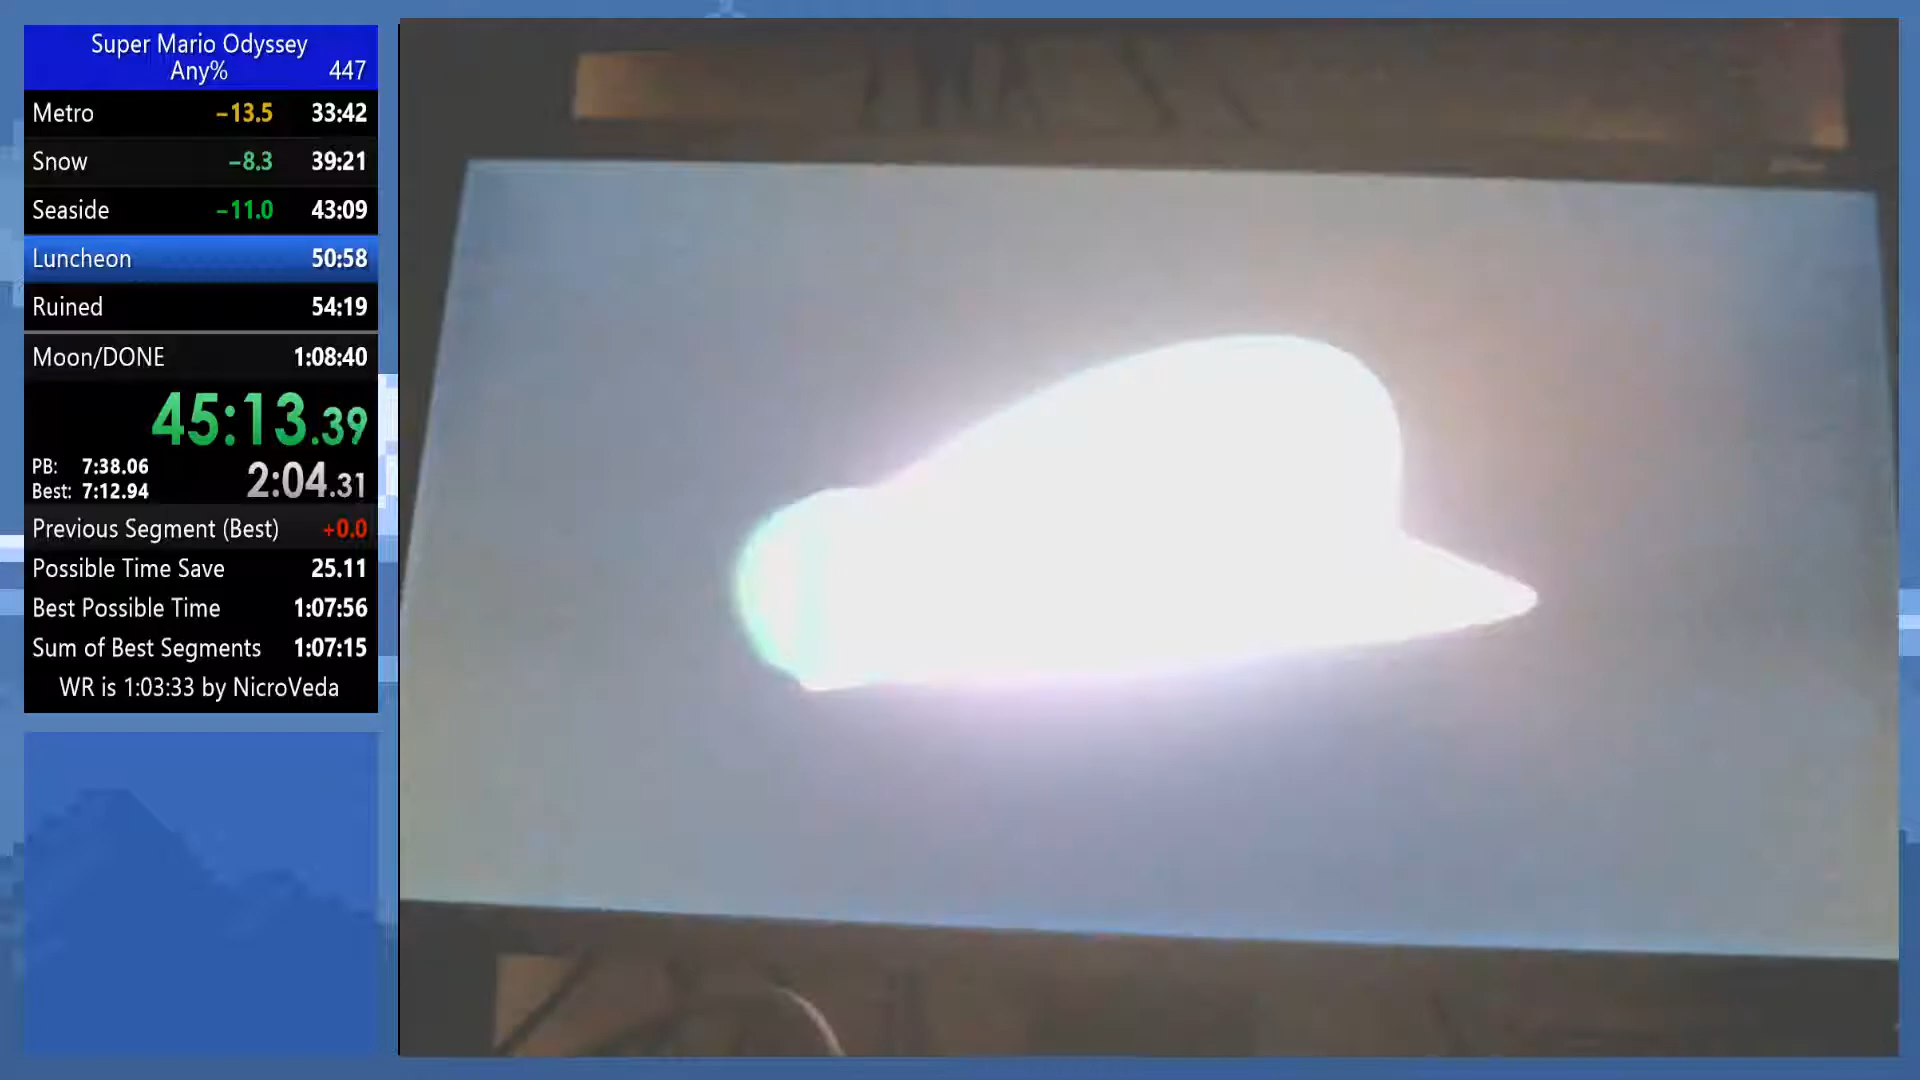 Super Mario Odyssey
Any% 447
Metro −13.5 33:42
Snow −8.3 39:21
Seaside −11.0 43:09
Luncheon 50:58
Ruined 54:19
Moon/DONE 1:08:40
45:13.39
PB: 7:38.06
Best: 7:12.94
2:04.31
Previous Segment (Best) +0.0
Possible Time Save 25.11
Best Possible Time 1:07:56
Sum of Best Segments 1:07:15
WR is 1:03:33 by NicroVeda